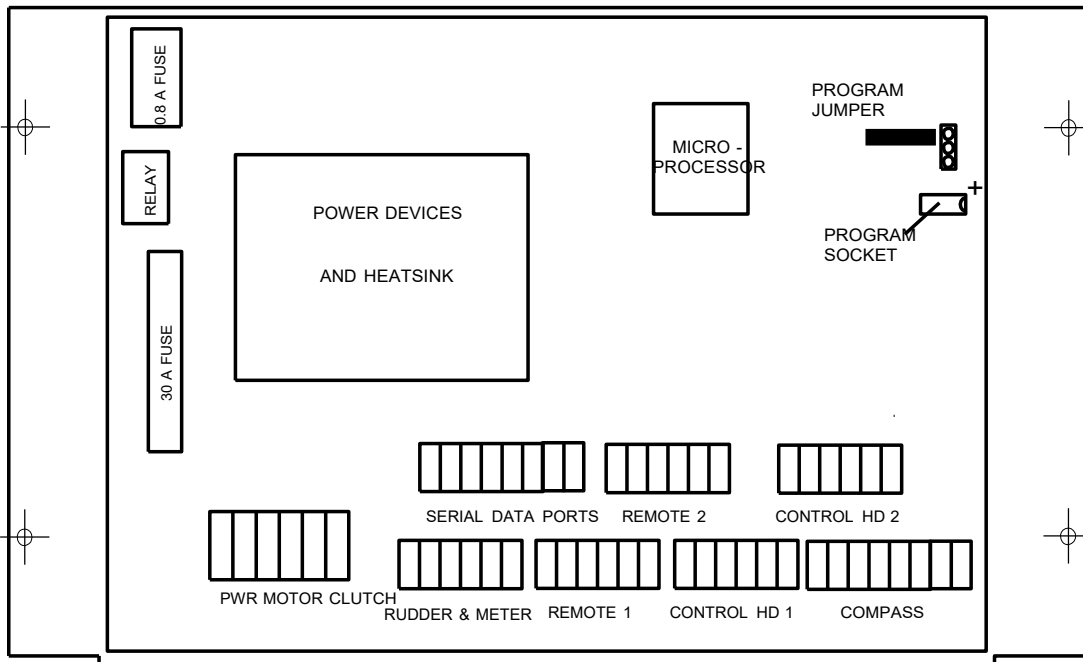 0.8 A FUSE
PROGRAM
JUMPER
MICRO -
PROCESSOR
RELAY
+
POWER DEVICES
AND HEATSINK
PROGRAM
SOCKET
30 A FUSE
SERIAL DATA PORTS
REMOTE 2
CONTROL HD 2
PWR MOTOR CLUTCH
RUDDER & METER
REMOTE 1
CONTROL HD 1
COMPASS